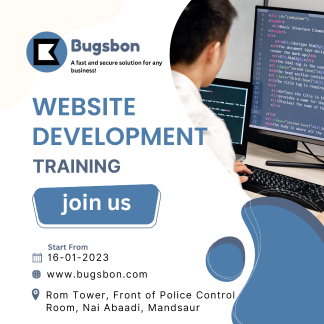 Bugsbon
A fast and secure solution for any
business!
WEBSITE
DEVELOPMENT
TRAINING
join us
Start From
16-01-2023
www.bugsbon.com
Rom Tower, Front of Police Control
Room, Nai Abaadi, Mandsaur